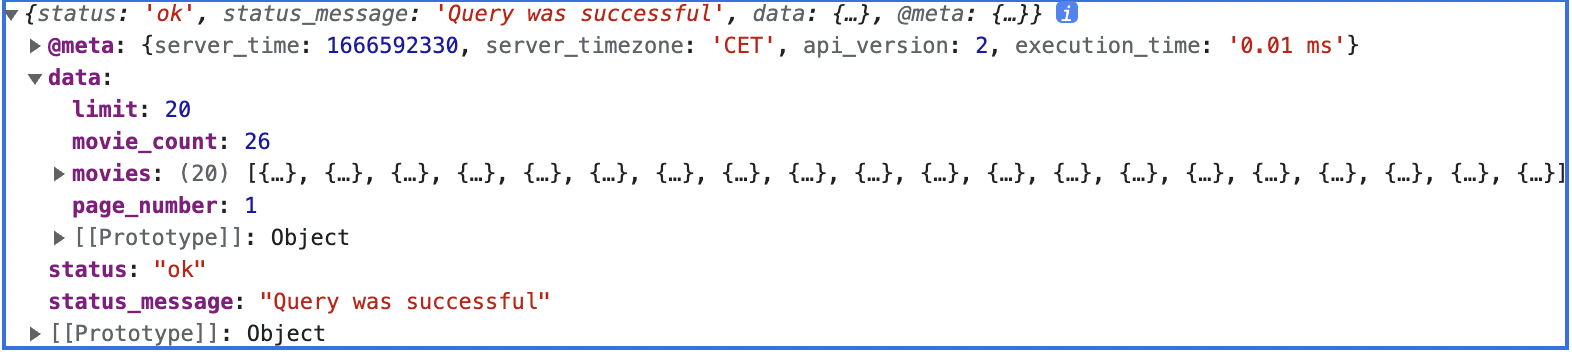 {status: 'ok', status_message: 'Query was successful', data: {…}, @meta: {…}} i
@meta: {server_time: 1666592330, server_timezone: 'CET', api_version: 2, execution_time: '0.01 ms'}
data:
limit: 20
movie_count: 26
movies: (20) [{…}, {…}, {…}, {…}, {…}, {…}, {…}, {…}, {…}, {…}, {…}, {…}, {…}, {…}, {…}, {…}, {…}, {…}, {…}, {…}]
page_number: 1
[[Prototype]]: Object
status: "ok"
status_message: "Query was successful"
[[Prototype]]: Object